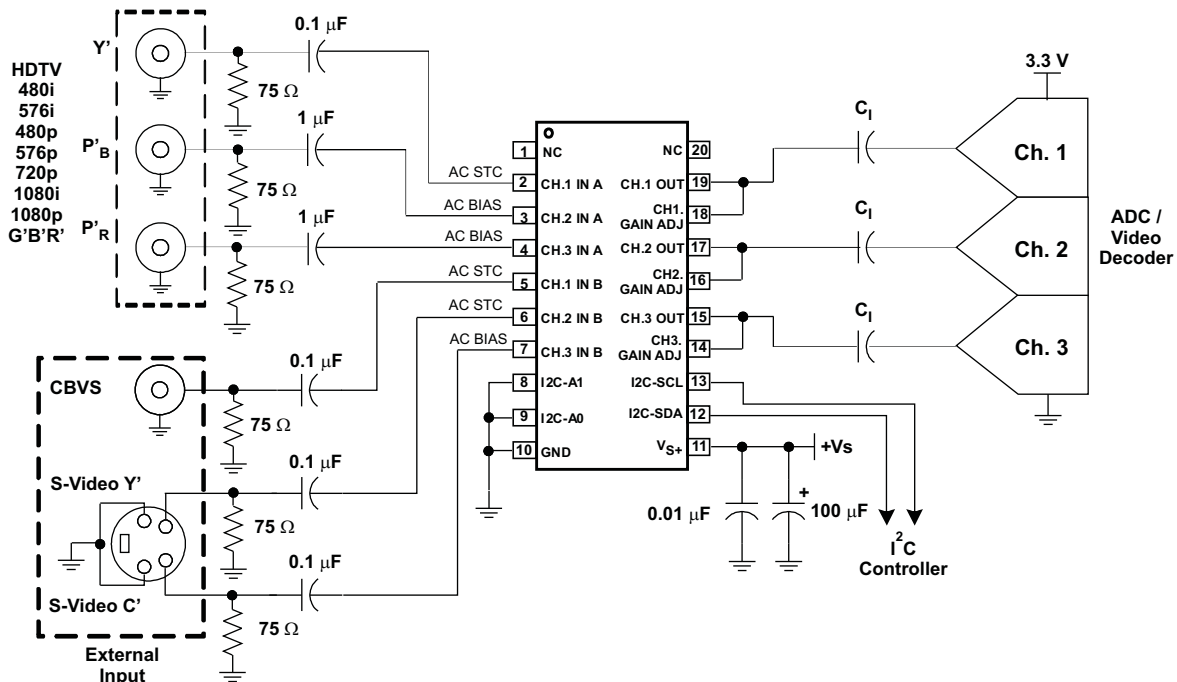 HDTV
480i
576i
480p
576p
720p
1080i
1080p
G'B'R'
Y'
P'B
P'R
0.1 μF
75 Ω
1 μF
75 Ω
1 μF
75 Ω
AC STC
AC BIAS
AC BIAS
AC STC
AC STC
AC BIAS
CBVS
S-Video Y'
S-Video C'
External
Input
0.1 μF
75 Ω
0.1 μF
75 Ω
0.1 μF
75 Ω
1 NC
2 CH.1 IN A
3 CH.2 IN A
4 CH.3 IN A
5 CH.1 IN B
6 CH.2 IN B
7 CH.3 IN B
8 I2C-A1
9 I2C-A0
10 GND
NC 20
CH.1 OUT 19
CH1.
GAIN ADJ 18
CH.2 OUT 17
CH2.
GAIN ADJ 16
CH.3 OUT 15
CH3.
GAIN ADJ 14
I2C-SCL 13
I2C-SDA 12
VS+ 11
+Vs
0.01 μF
+
100 μF
I2C
Controller
CI
CI
CI
3.3 V
Ch. 1
Ch. 2
Ch. 3
ADC /
Video
Decoder